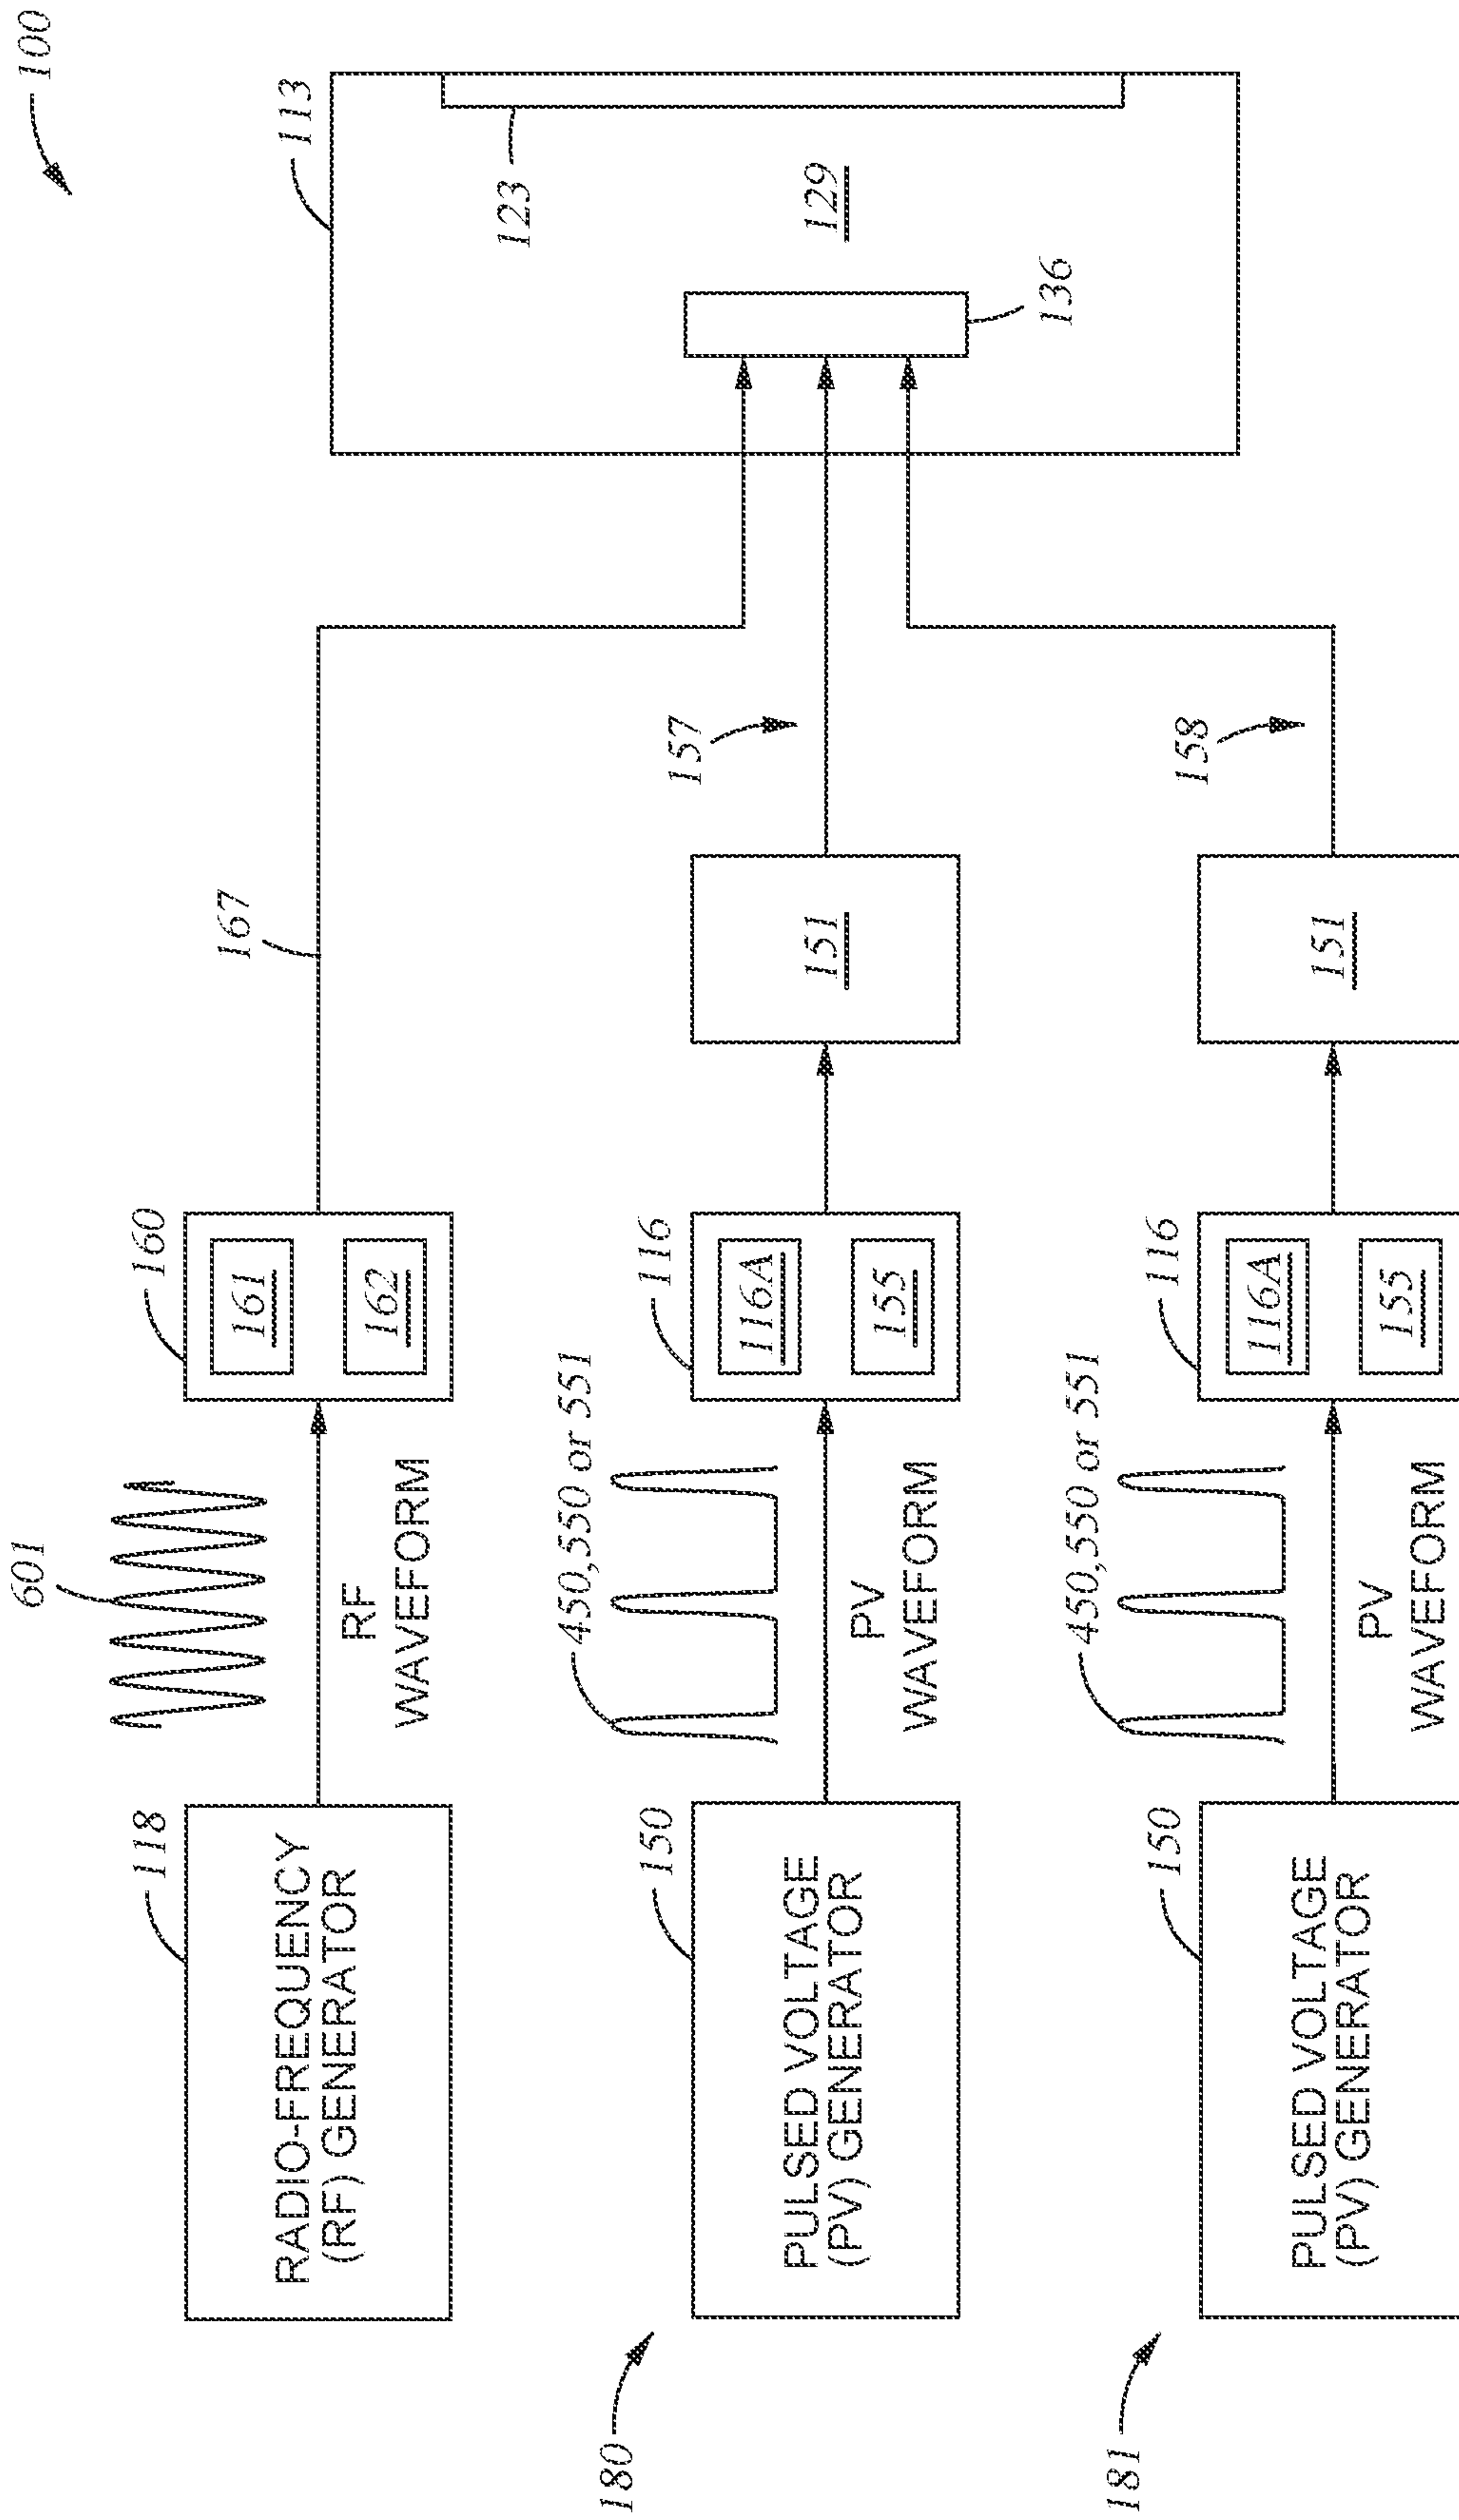 100
113
123
129
136
601
RF
WAVEFORM
118
RADIO-FREQUENCY
(RF) GENERATOR
160
161
162
167
180
150
PULSED VOLTAGE
(PV) GENERATOR
450,550 or 551
PV
WAVEFORM
116
116A
155
151
157
181
150
PULSED VOLTAGE
(PV) GENERATOR
450,550 or 551
PV
WAVEFORM
116
116A
155
151
158